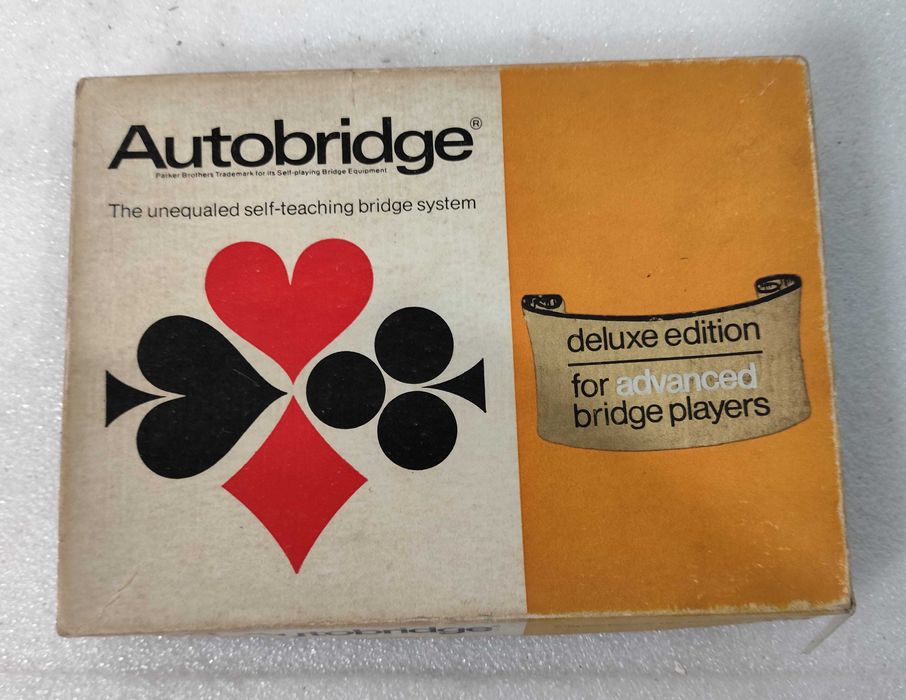 Autobridge®
Parker Brothers Trademark for its Self-playing Bridge Equipment
The unequaled self-teaching bridge system
deluxe edition
for advanced
bridge players
Autobridge